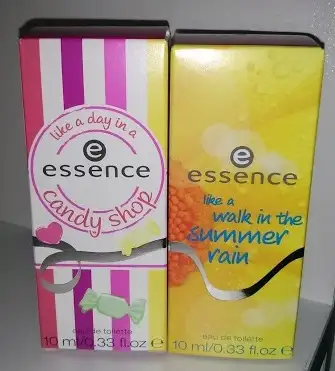 like a day in a
e
essence
candy shop
eau de toilette
10 ml/0.33 fl.oz e
e
essence
like a
walk in the
summer
rain
eau de toilette
10 ml/0.33 fl.oz e